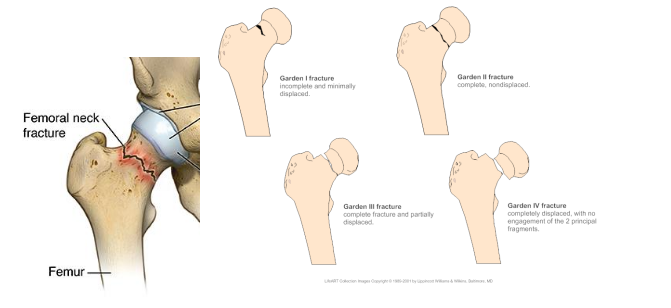 Femoral neck
fracture
Femur
Garden I fracture
incomplete and minimally
displaced.
Garden II fracture
complete, nondisplaced.
Garden III fracture
complete fracture and partially
displaced.
Garden IV fracture
completely displaced, with no
engagement of the 2 principal
fragments.
LifeART Collection Images Copyright © 1989-2001 by Lippincott Williams & Wilkins, Baltimore, MD